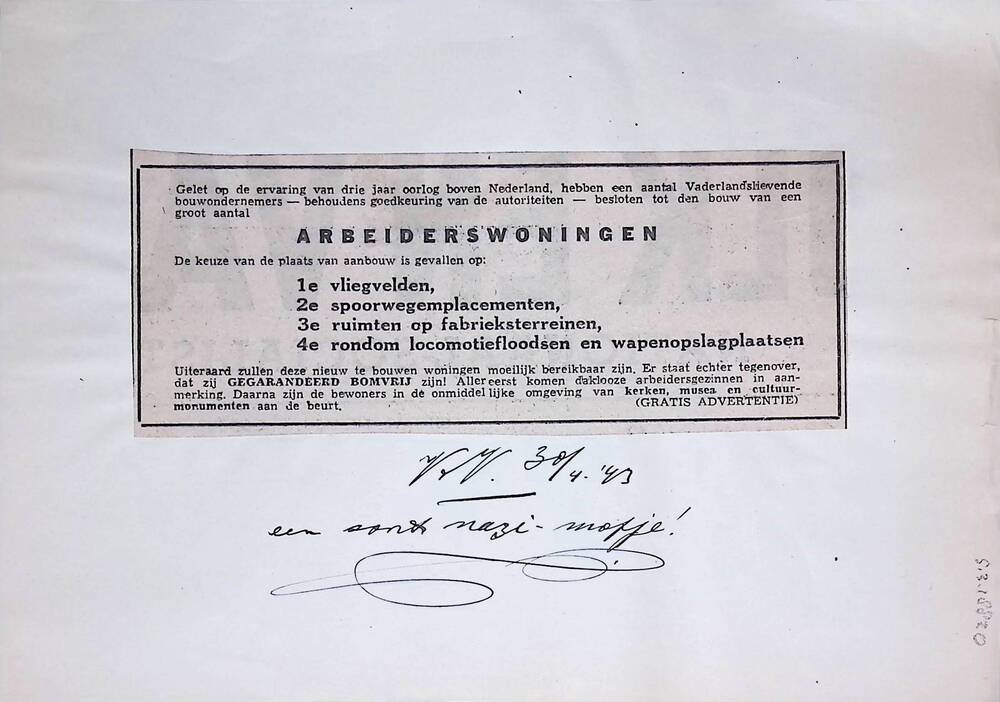 Gelet op de ervaring van drie jaar oorlog boven Nederland, hebben een aantal Vaderlandslievende
bouwondernemers — behoudens goedkeuring van de autoriteiten — besloten tot den bouw van een
groot aantal
ARBEIDERSWONINGEN
De keuze van de plaats van aanbouw is gevallen op:
1e vliegvelden,
2e spoorwegemplacementen,
3e ruimten op fabrieksterreinen,
4e rondom locomotiefloodsen en wapenopslagplaatsen
Uiteraard zullen deze nieuw te bouwen woningen moeilijk bereikbaar zijn. Er staat echter tegenover,
dat zij GEGARANDEERD BOMVRIJ zijn! Allereerst komen daklooze arbeidersgezinnen in aan-
merking. Daarna zijn de bewoners in de onmiddellijke omgeving van kerken, musea en cultuur-
monumenten aan de beurt.
(GRATIS ADVERTENTIE)
V.V. 30/4.'43
een nazi-mofje!